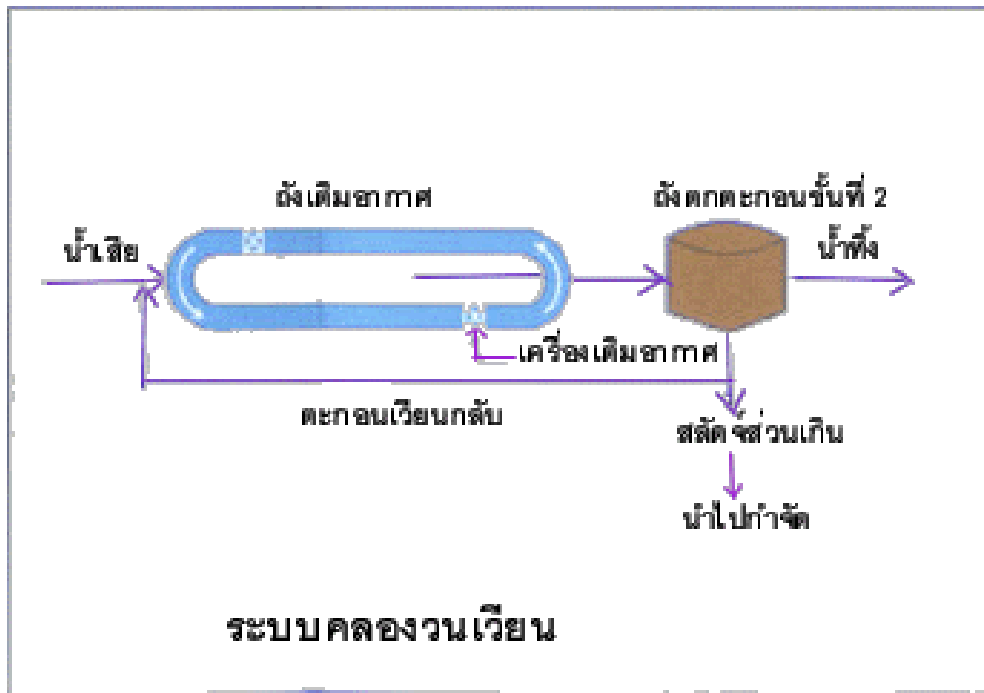 ถังเติมอากาศ
ถังตกตะกอนชั้นที่ 2
น้ำเสีย
น้ำทิ้ง
เครื่องเติมอากาศ
ตะกอนเวียนกลับ
สลัดจ์ส่วนเกิน
นำไปกำจัด
ระบบคลองวนเวียน